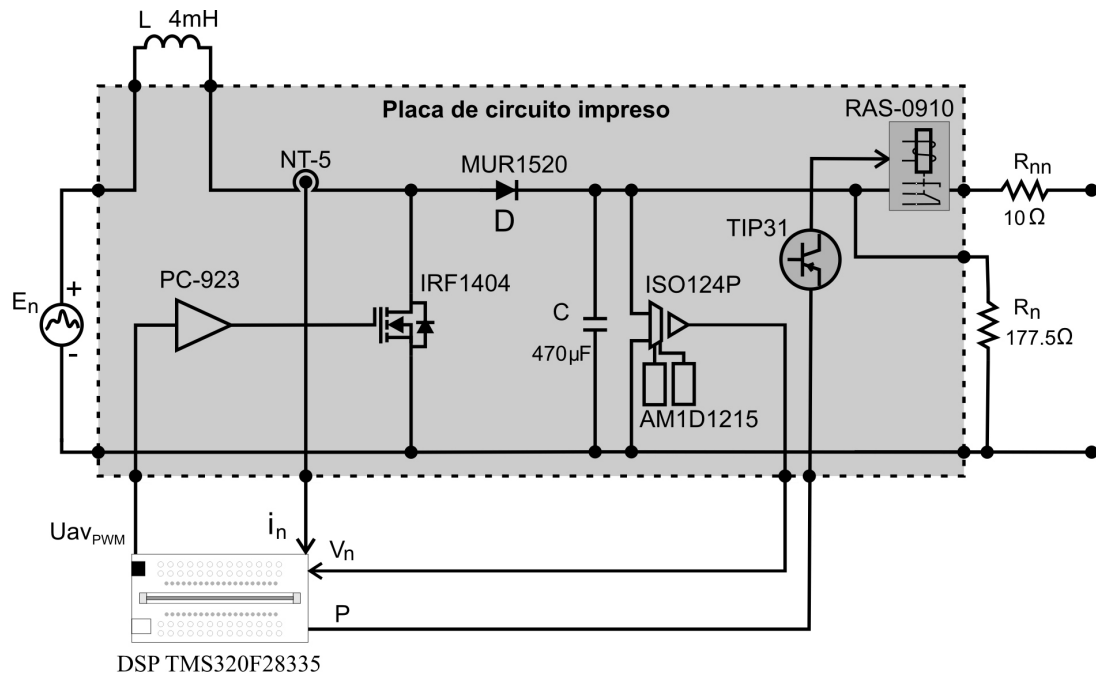 L 4mH
Placa de circuito impreso
RAS-0910
NT-5
MUR1520
D
Rnn
10 Ω
TIP31
PC-923
IRF1404
ISO124P
En
+
-
C
470µF
Rn
177.5Ω
AM1D1215
UavPWM
in
Vn
P
DSP TMS320F28335